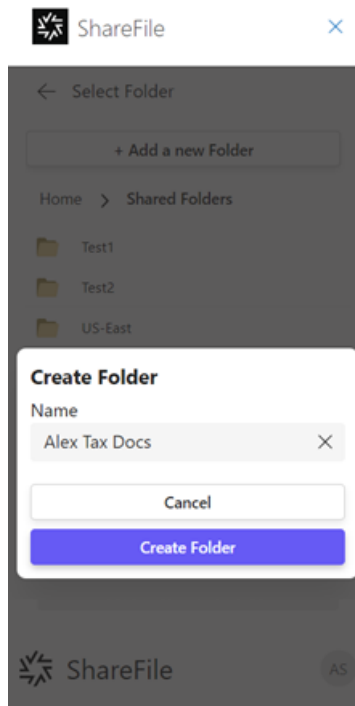 ShareFile
Select Folder
+ Add a new Folder
Home > Shared Folders
Test1
Test2
US-East
Create Folder
Name
Alex Tax Docs
Cancel
Create Folder
ShareFile
AS